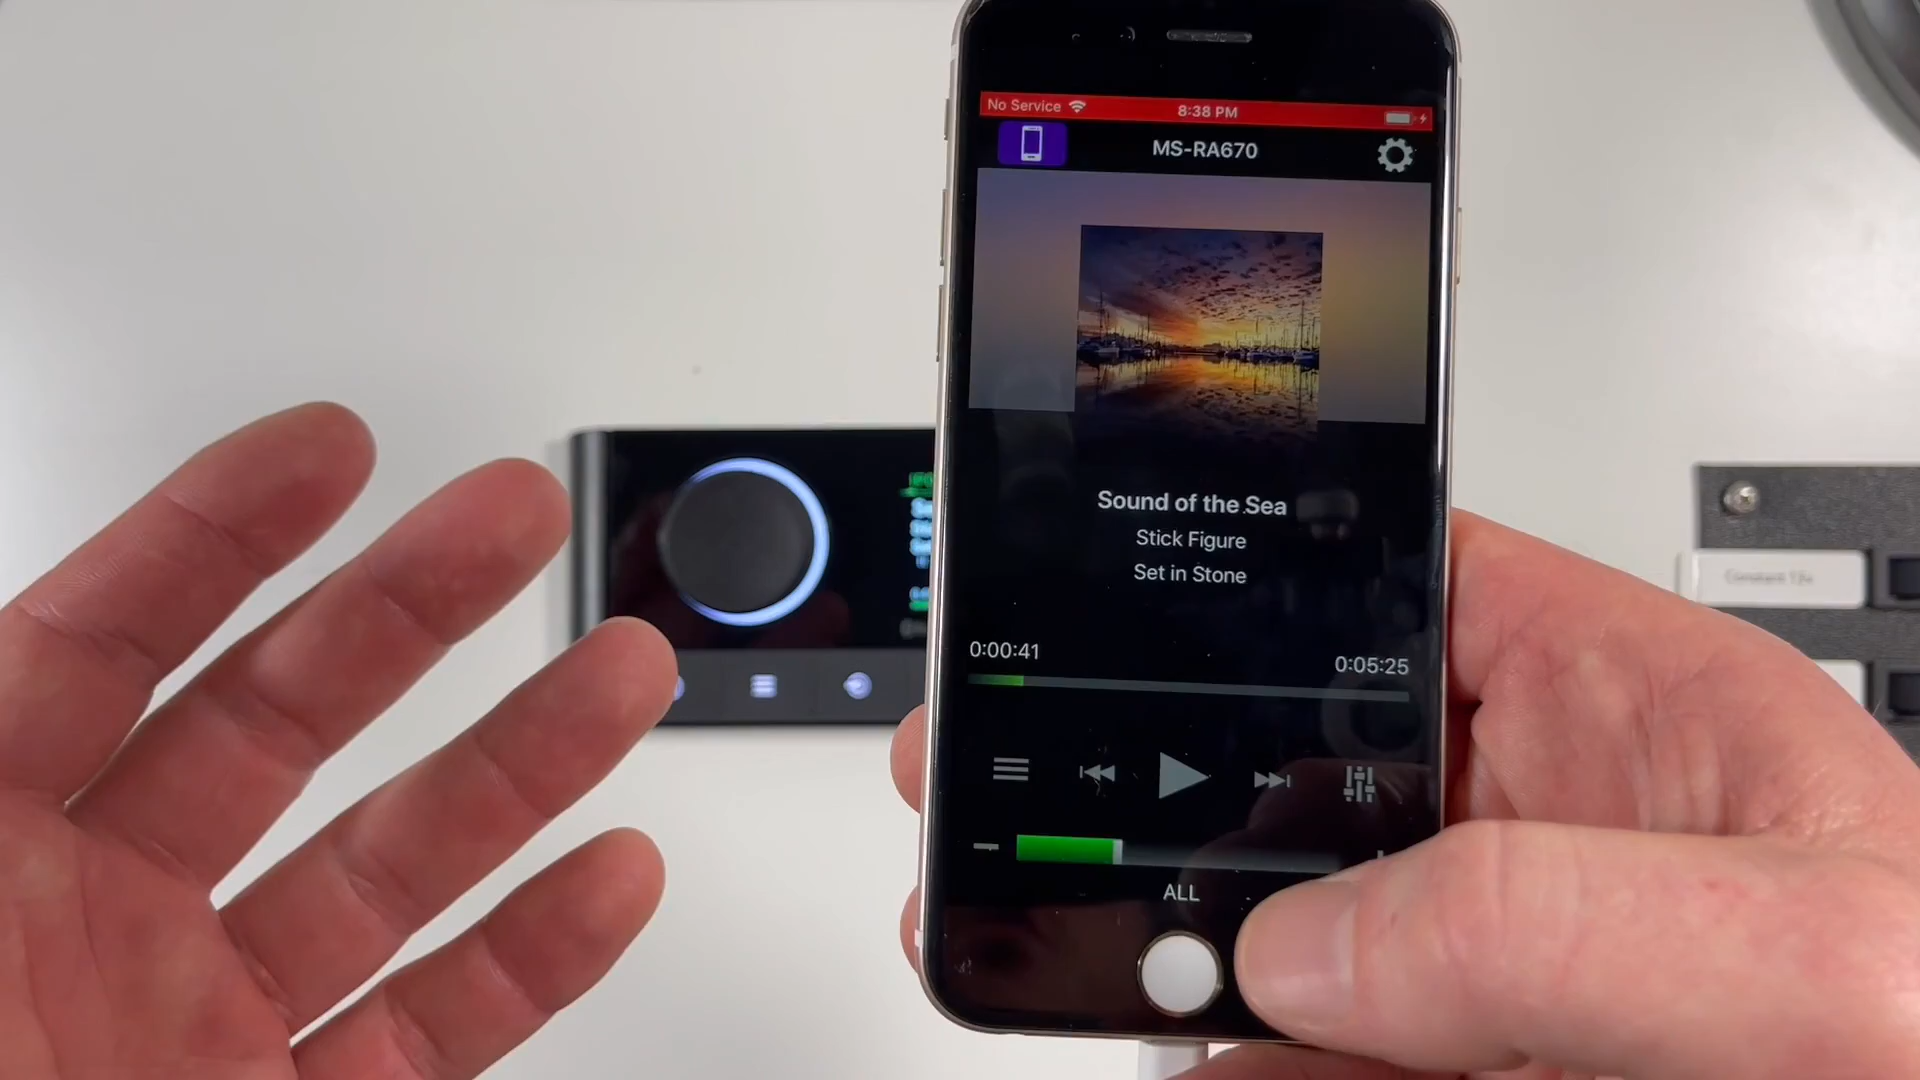 No Service
8:38 PM
MS-RA670
Sound of the Sea
Stick Figure
Set in Stone
0:00:41
0:05:25
ALL